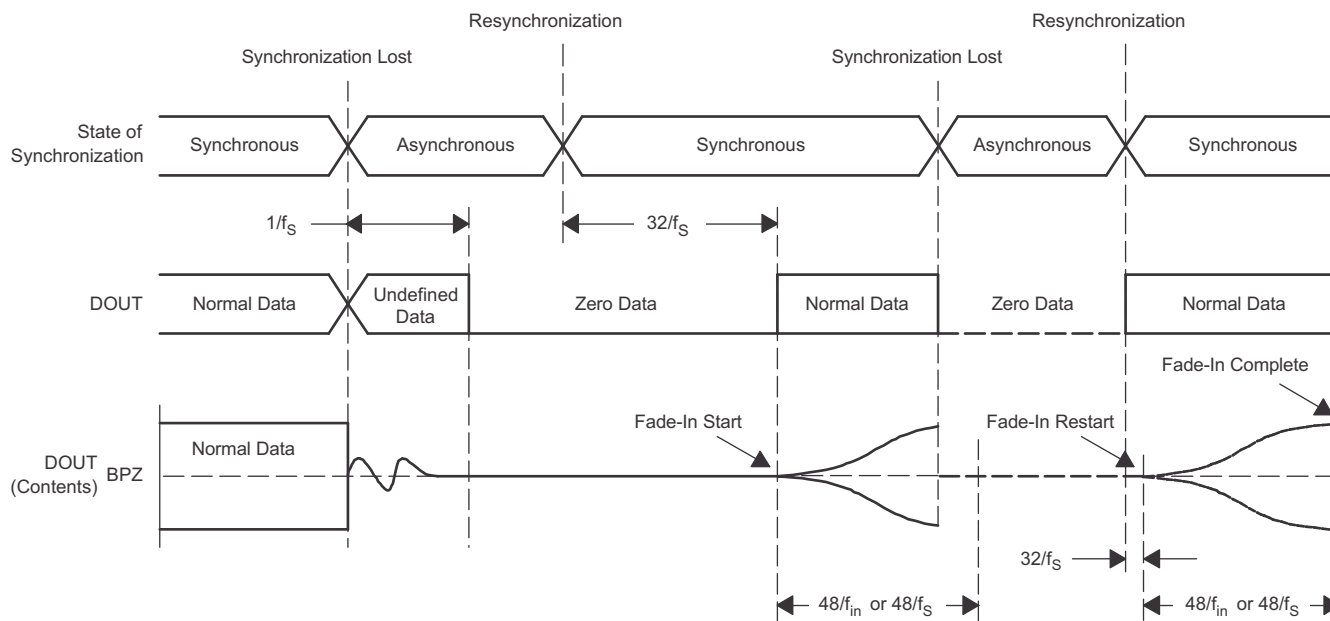 Resynchronization
Resynchronization
Synchronization Lost
Synchronization Lost
State of
Synchronization
Synchronous
Asynchronous
Synchronous
Asynchronous
Synchronous
1/fS
32/fS
DOUT
Normal Data
Undefined
Data
Zero Data
Normal Data
Zero Data
Normal Data
Fade-In Complete
Fade-In Start
Fade-In Restart
Normal Data
DOUT
(Contents)
BPZ
32/fS
48/fin or 48/fS
48/fin or 48/fS